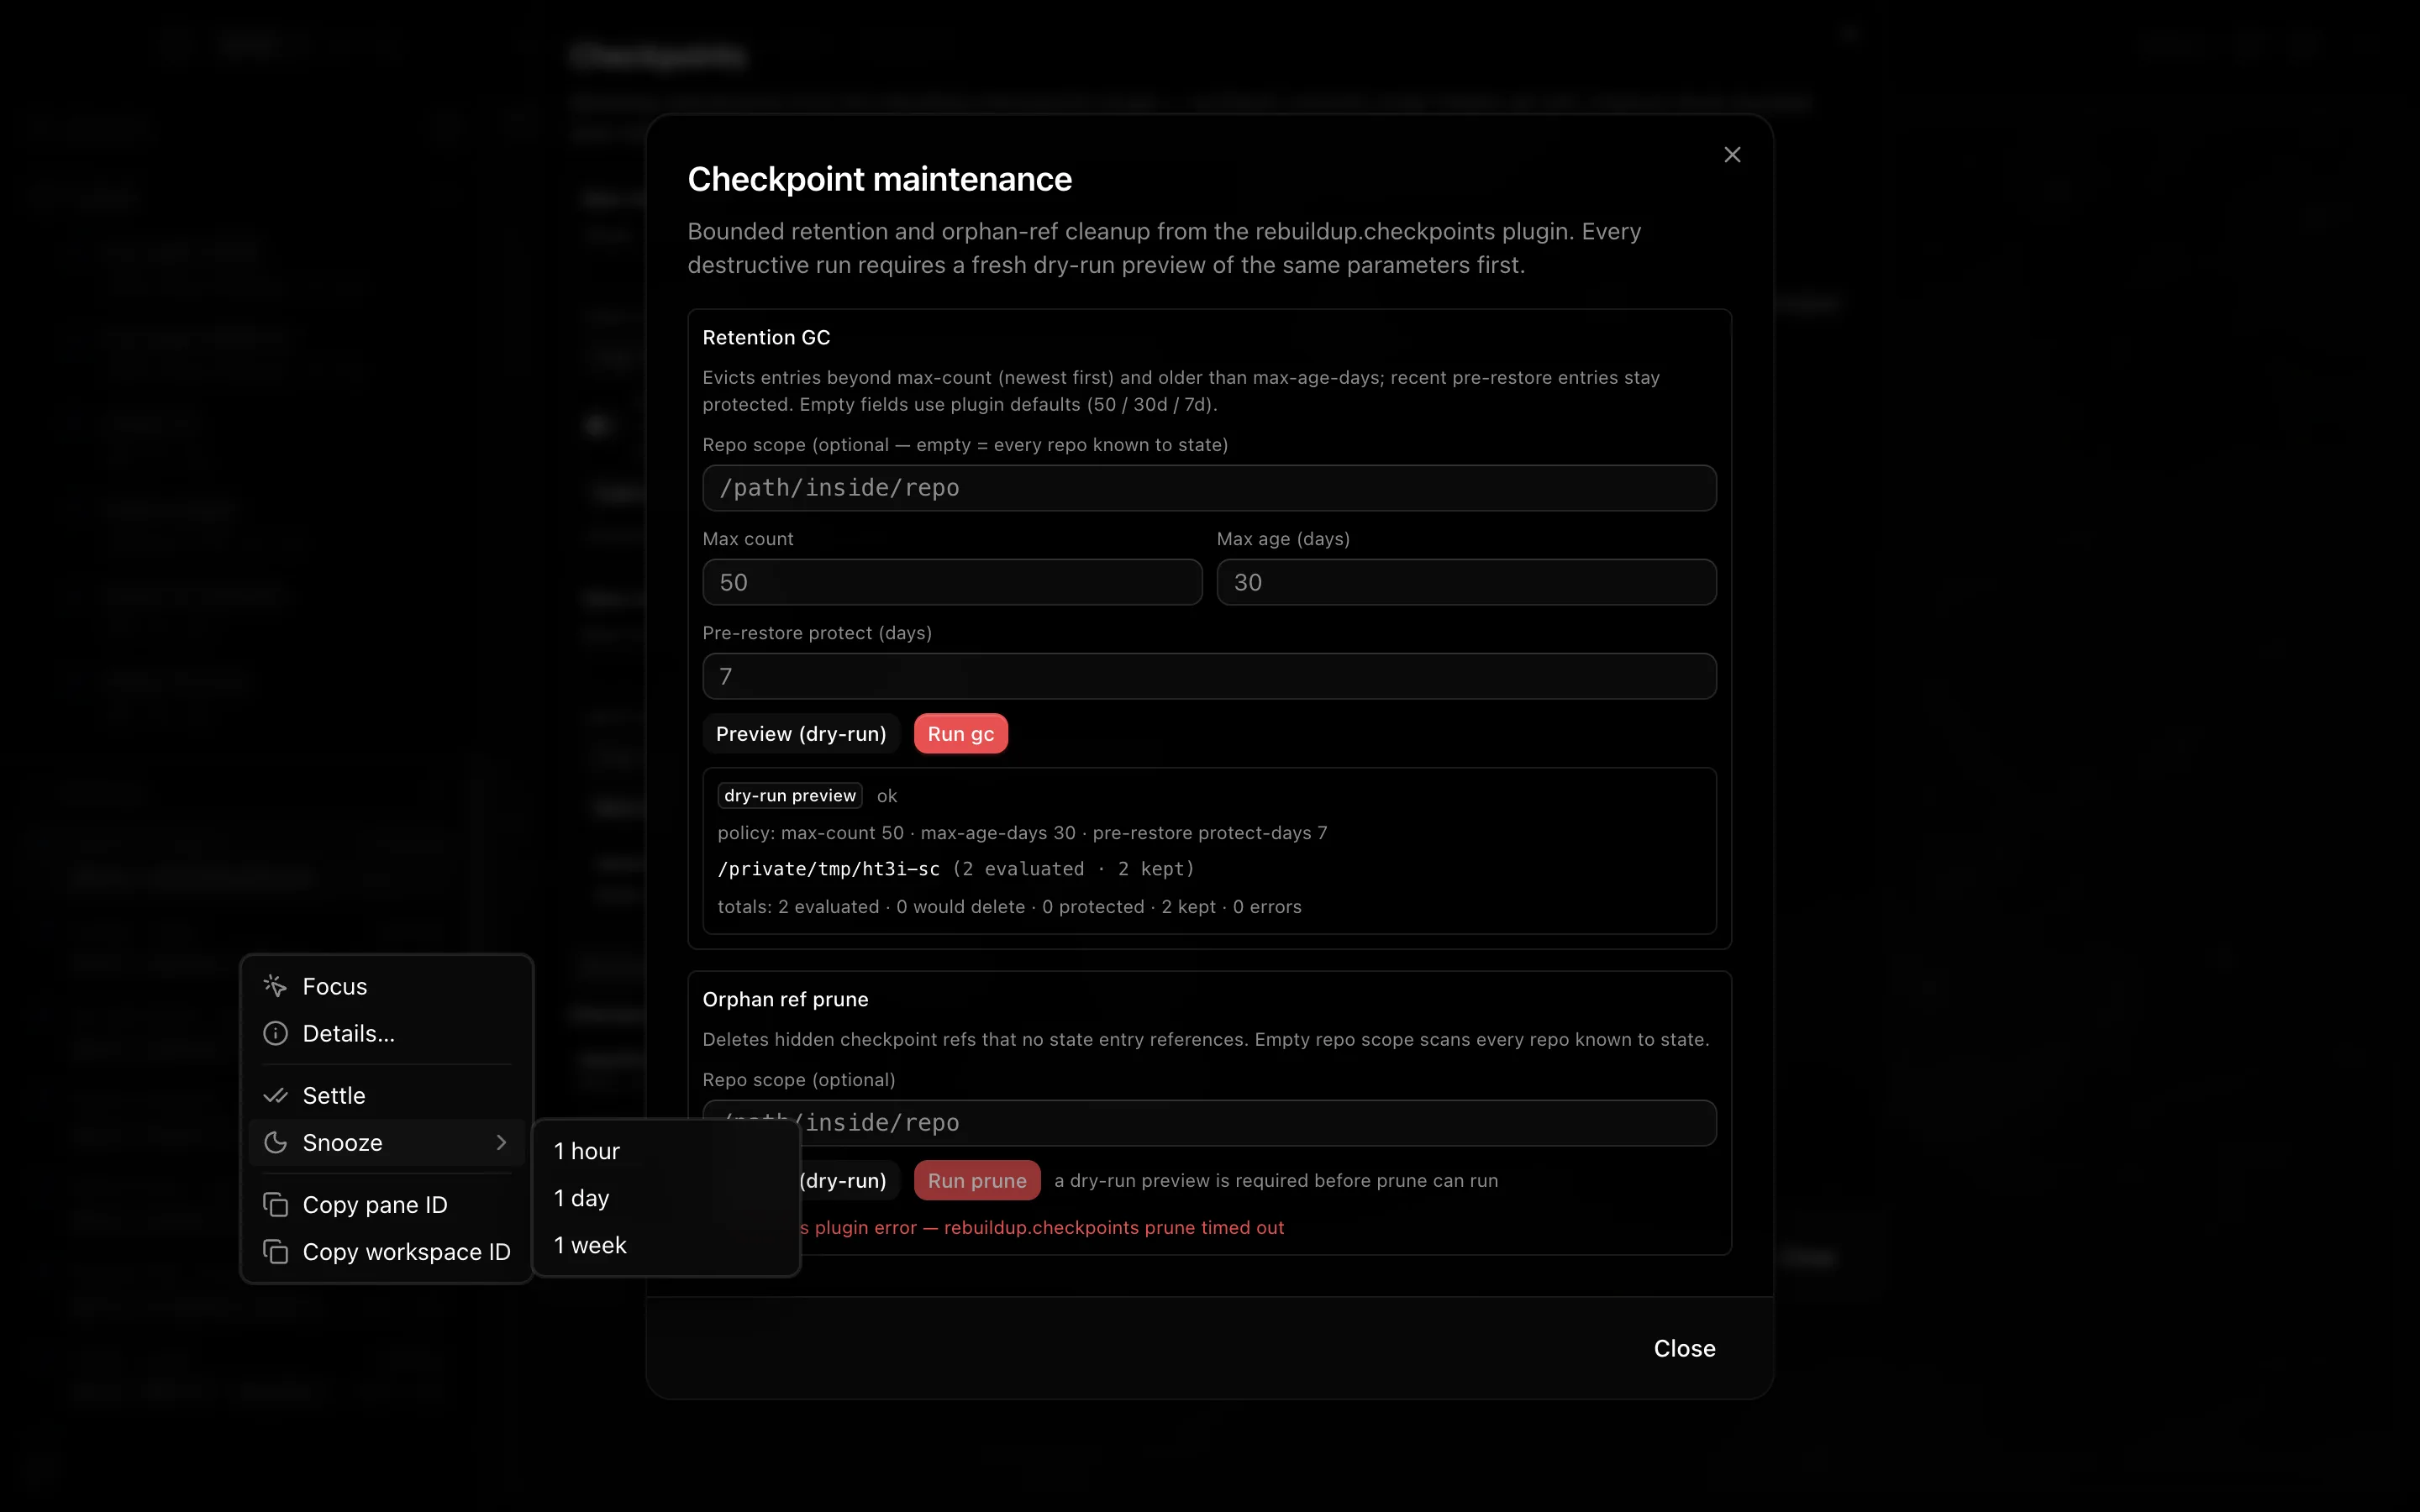 Checkpoint maintenance
Bounded retention and orphan-ref cleanup from the rebuildup.checkpoints plugin. Every
destructive run requires a fresh dry-run preview of the same parameters first.
Retention GC
Evicts entries beyond max-count (newest first) and older than max-age-days; recent pre-restore entries stay
protected. Empty fields use plugin defaults (50 / 30d / 7d).
Repo scope (optional — empty = every repo known to state)
/path/inside/repo
Max count
Max age (days)
50
30
Pre-restore protect (days)
7
Preview (dry-run)
Run gc
dry-run preview ok
policy: max-count 50 · max-age-days 30 · pre-restore protect-days 7
/private/tmp/ht3i-sc (2 evaluated · 2 kept)
totals: 2 evaluated · 0 would delete · 0 protected · 2 kept · 0 errors
Orphan ref prune
Deletes hidden checkpoint refs that no state entry references. Empty repo scope scans every repo known to state.
Repo scope (optional)
/path/inside/repo
(dry-run)
Run prune
a dry-run preview is required before prune can run
s plugin error — rebuildup.checkpoints prune timed out
Close
Focus
Details...
Settle
Snooze
Copy pane ID
Copy workspace ID
1 hour
1 day
1 week